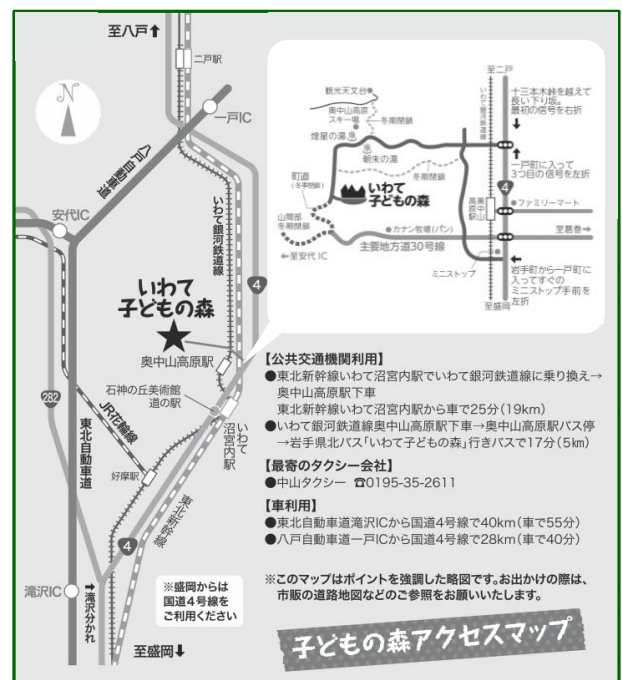 至八戸↑
二戸駅
N
一戸IC
八戸自動車道
安代IC
いわて銀河鉄道線
4
いわて
子どもの森
奥中山高原駅
石神の丘美術館
道の駅
282
JR花輪線
東北自動車道
いわて
沼宮内駅
好摩駅
東北新幹線
4
滝沢IC
→滝沢分かれ
※盛岡からは
国道4号線を
ご利用ください
至盛岡↓
至二戸
いわて銀河鉄道線
十三本木峠を越えて
長い下り坂。
最初の信号を右折
↓
観光天文台
奥中山高原
スキー場
冬期閉鎖
煌星の湯
朝朱の湯
↑
一戸町に入って
3つ目の信号を左折
冬期閉鎖
町道
(冬季閉鎖)
いわて
子どもの森
4
奥中山
高原駅
●ファミリーマート
山間部
冬期閉鎖
●カナン牧場(パン)
至葛巻→
主要地方道30号線
←至安代 IC
ミニストップ
←
岩手町から一戸町に
入ってすぐの
ミニストップ手前を
左折
至盛岡
【公共交通機関利用】
●東北新幹線いわて沼宮内駅でいわて銀河鉄道線に乗り換え→
奥中山高原駅下車
東北新幹線いわて沼宮内駅から車で25分(19km)
●いわて銀河鉄道線奥中山高原駅下車→奥中山高原駅バス停
→岩手県北バス「いわて子どもの森」行きバスで17分(5km)
【最寄のタクシー会社】
●中山タクシー ☎0195-35-2611
【車利用】
●東北自動車道滝沢ICから国道4号線で40km(車で55分)
●八戸自動車道一戸ICから国道4号線で28km(車で40分)
※このマップはポイントを強調した略図です。お出かけの際は、
市販の道路地図などのご参照をお願いいたします。
子どもの森アクセスマップ